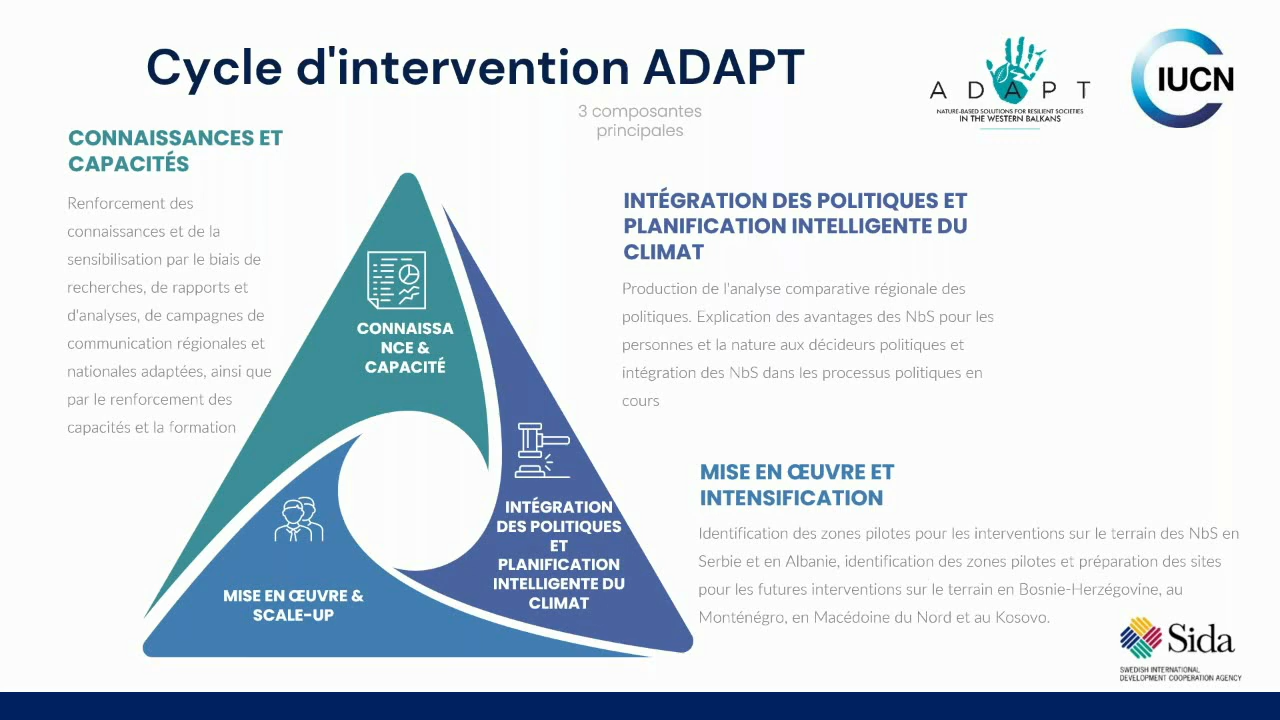 Cycle d'intervention ADAPT
3 composantes
principales
A D A P T
NATURE-BASED SOLUTIONS FOR RESILIENT SOCIETIES
IN THE WESTERN BALKANS
IUCN
CONNAISSANCES ET
CAPACITÉS
Renforcement des
connaissances et de la
sensibilisation par le biais de
recherches, de rapports et
d'analyses, de campagnes de
communication régionales et
nationales adaptées, ainsi que
par le renforcement des
capacités et la formation
CONNAISSA
NCE &
CAPACITÉ
INTÉGRATION
DES POLITIQUES
ET
PLANIFICATION
INTELLIGENTE DU
CLIMAT
MISE EN ŒUVRE &
SCALE-UP
INTÉGRATION DES POLITIQUES ET
PLANIFICATION INTELLIGENTE DU
CLIMAT
Production de l'analyse comparative régionale des
politiques. Explication des avantages des NbS pour les
personnes et la nature aux décideurs politiques et
intégration des NbS dans les processus politiques en
cours
MISE EN ŒUVRE ET
INTENSIFICATION
Identification des zones pilotes pour les interventions sur le terrain des NbS en
Serbie et en Albanie, identification des zones pilotes et préparation des sites
pour les futures interventions sur le terrain en Bosnie-Herzégovine, au
Monténégro, en Macédoine du Nord et au Kosovo.
Sida
SWEDISH INTERNATIONAL
DEVELOPMENT COOPERATION AGENCY